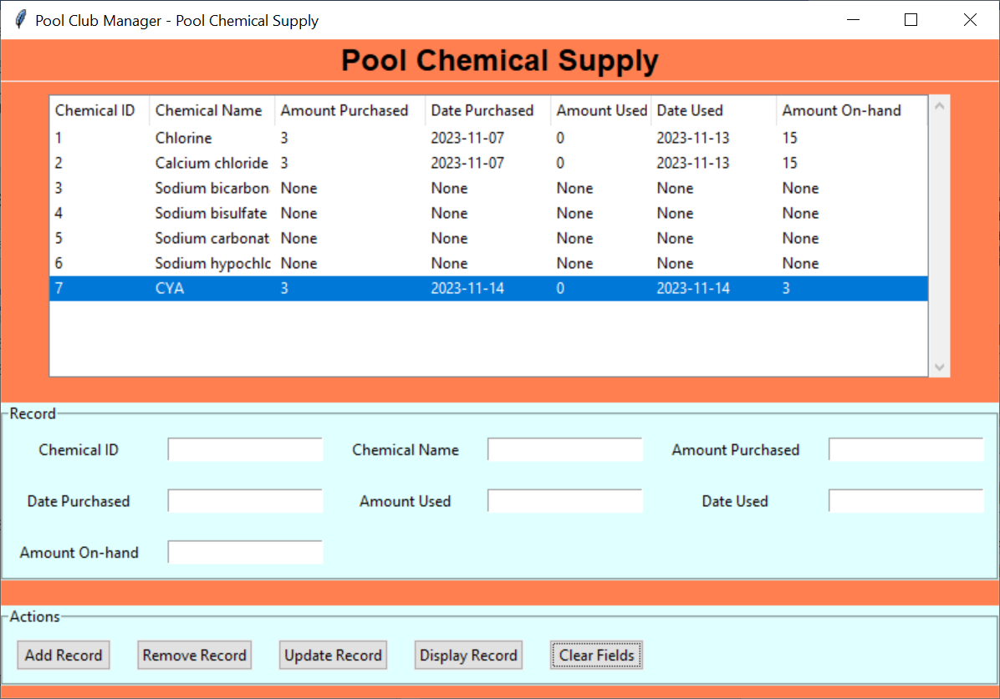 Pool Club Manager - Pool Chemical Supply
Pool Chemical Supply
Chemical ID Chemical Name Amount Purchased Date Purchased Amount Used Date Used Amount On-hand
1 Chlorine 3 2023-11-07 0 2023-11-13 15
2 Calcium chloride 3 2023-11-07 0 2023-11-13 15
3 Sodium bicarbon None None None None None
4 Sodium bisulfate None None None None None
5 Sodium carbonat None None None None None
6 Sodium hypochlc None None None None None
7 CYA 3 2023-11-14 0 2023-11-14 3
Record
Chemical ID Chemical Name Amount Purchased
Date Purchased Amount Used Date Used
Amount On-hand
Actions
Add Record Remove Record Update Record Display Record Clear Fields